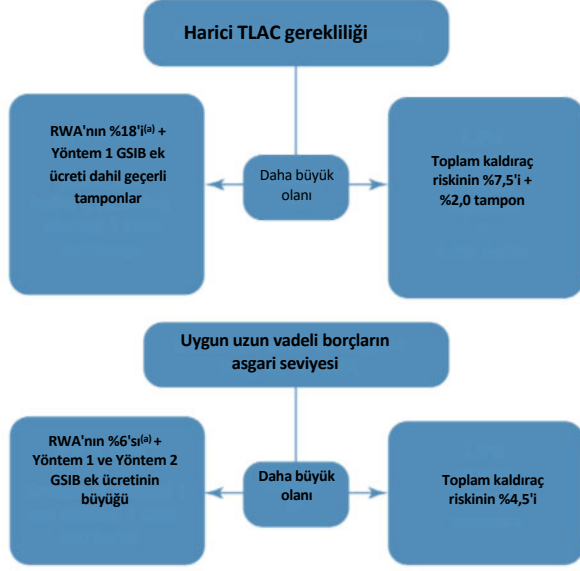 Harici TLAC gerekliliği
RWA'nın %18'i(a) +
Yöntem 1 GSIB ek
ücreti dahil geçerli
tamponlar
Daha büyük
olanı
Toplam kaldıraç
riskinin %7,5'i +
%2,0 tampon
Uygun uzun vadeli borçların
asgari seviyesi
RWA'nın %6'sı(a) +
Yöntem 1 ve Yöntem 2
GSIB ek ücretinin
büyüğü
Daha büyük
olanı
Toplam kaldıraç
riskinin %4,5'i